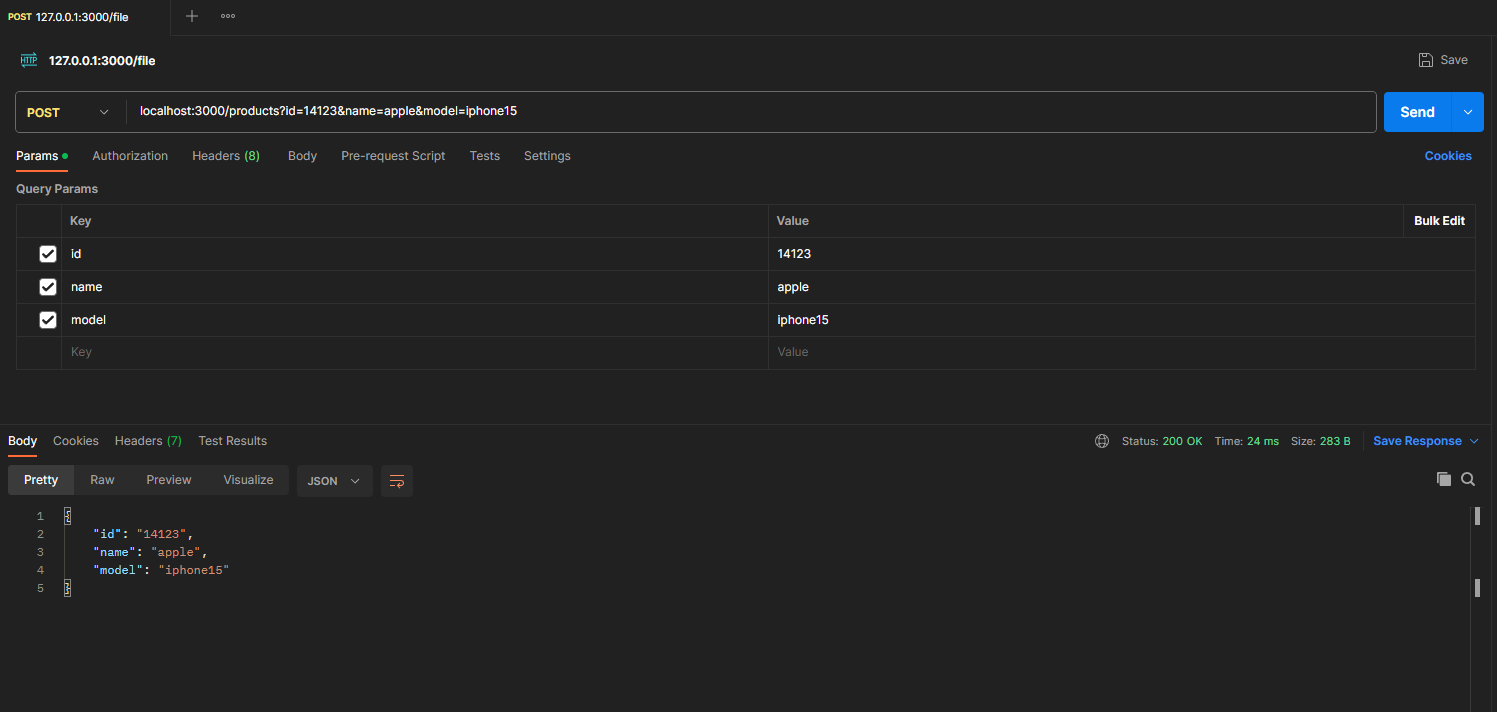 POST 127.0.0.1:3000/file
HTTP 127.0.0.1:3000/file Save
POST localhost:3000/products?id=14123&name=apple&model=iphone15 Send
Params Authorization Headers (8) Body Pre-request Script Tests Settings Cookies
Query Params
Key Value Bulk Edit
id 14123
name apple
model iphone15
Key Value
Body Cookies Headers (7) Test Results Status: 200 OK Time: 24 ms Size: 283 B Save Response
Pretty Raw Preview Visualize JSON
1 {
2 "id": "14123",
3 "name": "apple",
4 "model": "iphone15"
5 }